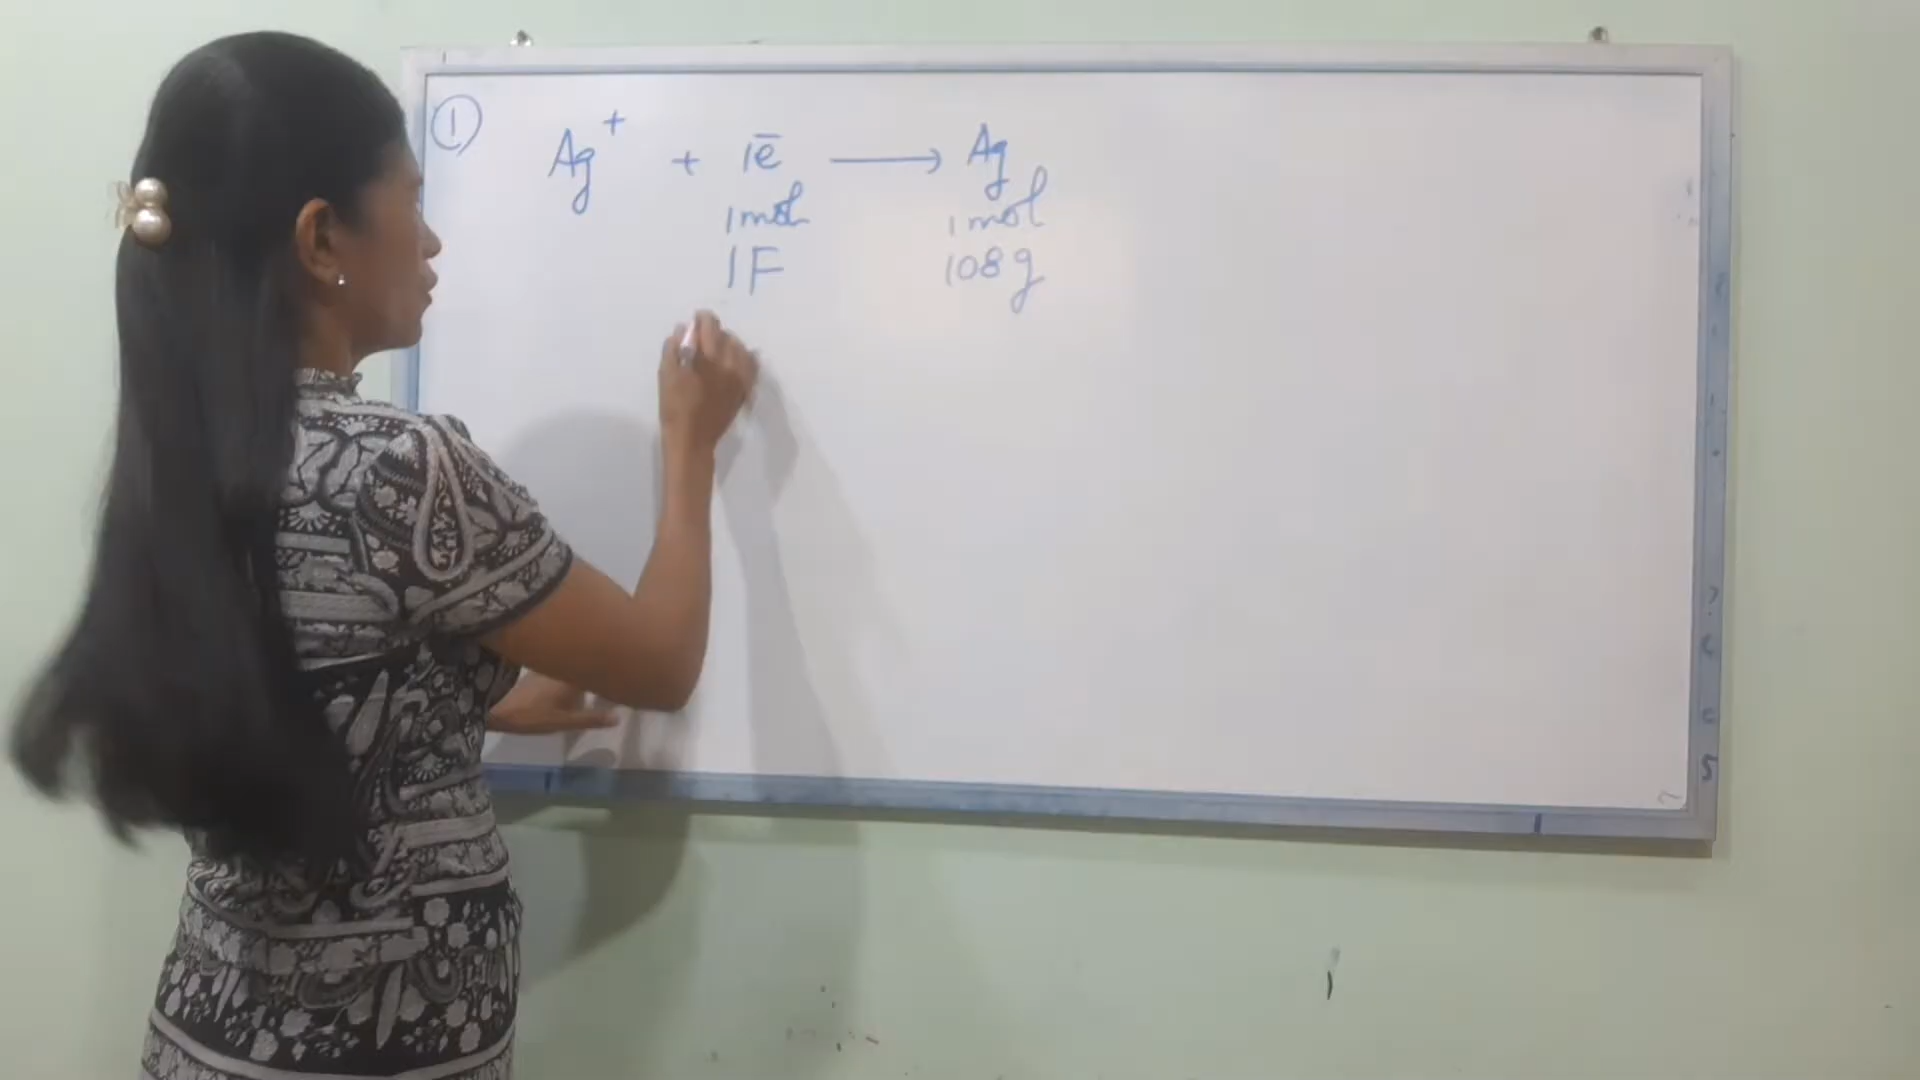 ① Ag⁺ + 1ē ⟶ Ag
1 mol 1 mol
1F 108 g